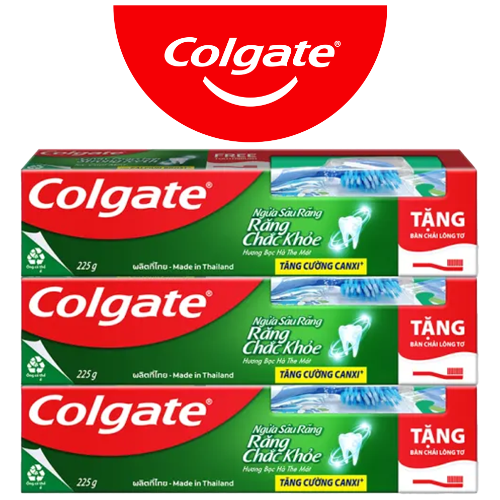 Colgate®
FREE
Colgate®
Ngừa Sâu Răng
Răng
Chắc Khỏe
Hương Bạc Hà The Mát
TĂNG CƯỜNG CANXI+
TẶNG
BÀN CHẢI LÔNG TƠ
225 g
ผลิตที่ไทย - Made in Thailand
Colgate®
Ngừa Sâu Răng
Răng
Chắc Khỏe
Hương Bạc Hà The Mát
TĂNG CƯỜNG CANXI+
TẶNG
BÀN CHẢI LÔNG TƠ
225 g
ผลิตที่ไทย - Made in Thailand
Colgate®
Ngừa Sâu Răng
Răng
Chắc Khỏe
Hương Bạc Hà The Mát
TĂNG CƯỜNG CANXI+
TẶNG
BÀN CHẢI LÔNG TƠ
225 g
ผลิตที่ไทย - Made in Thailand